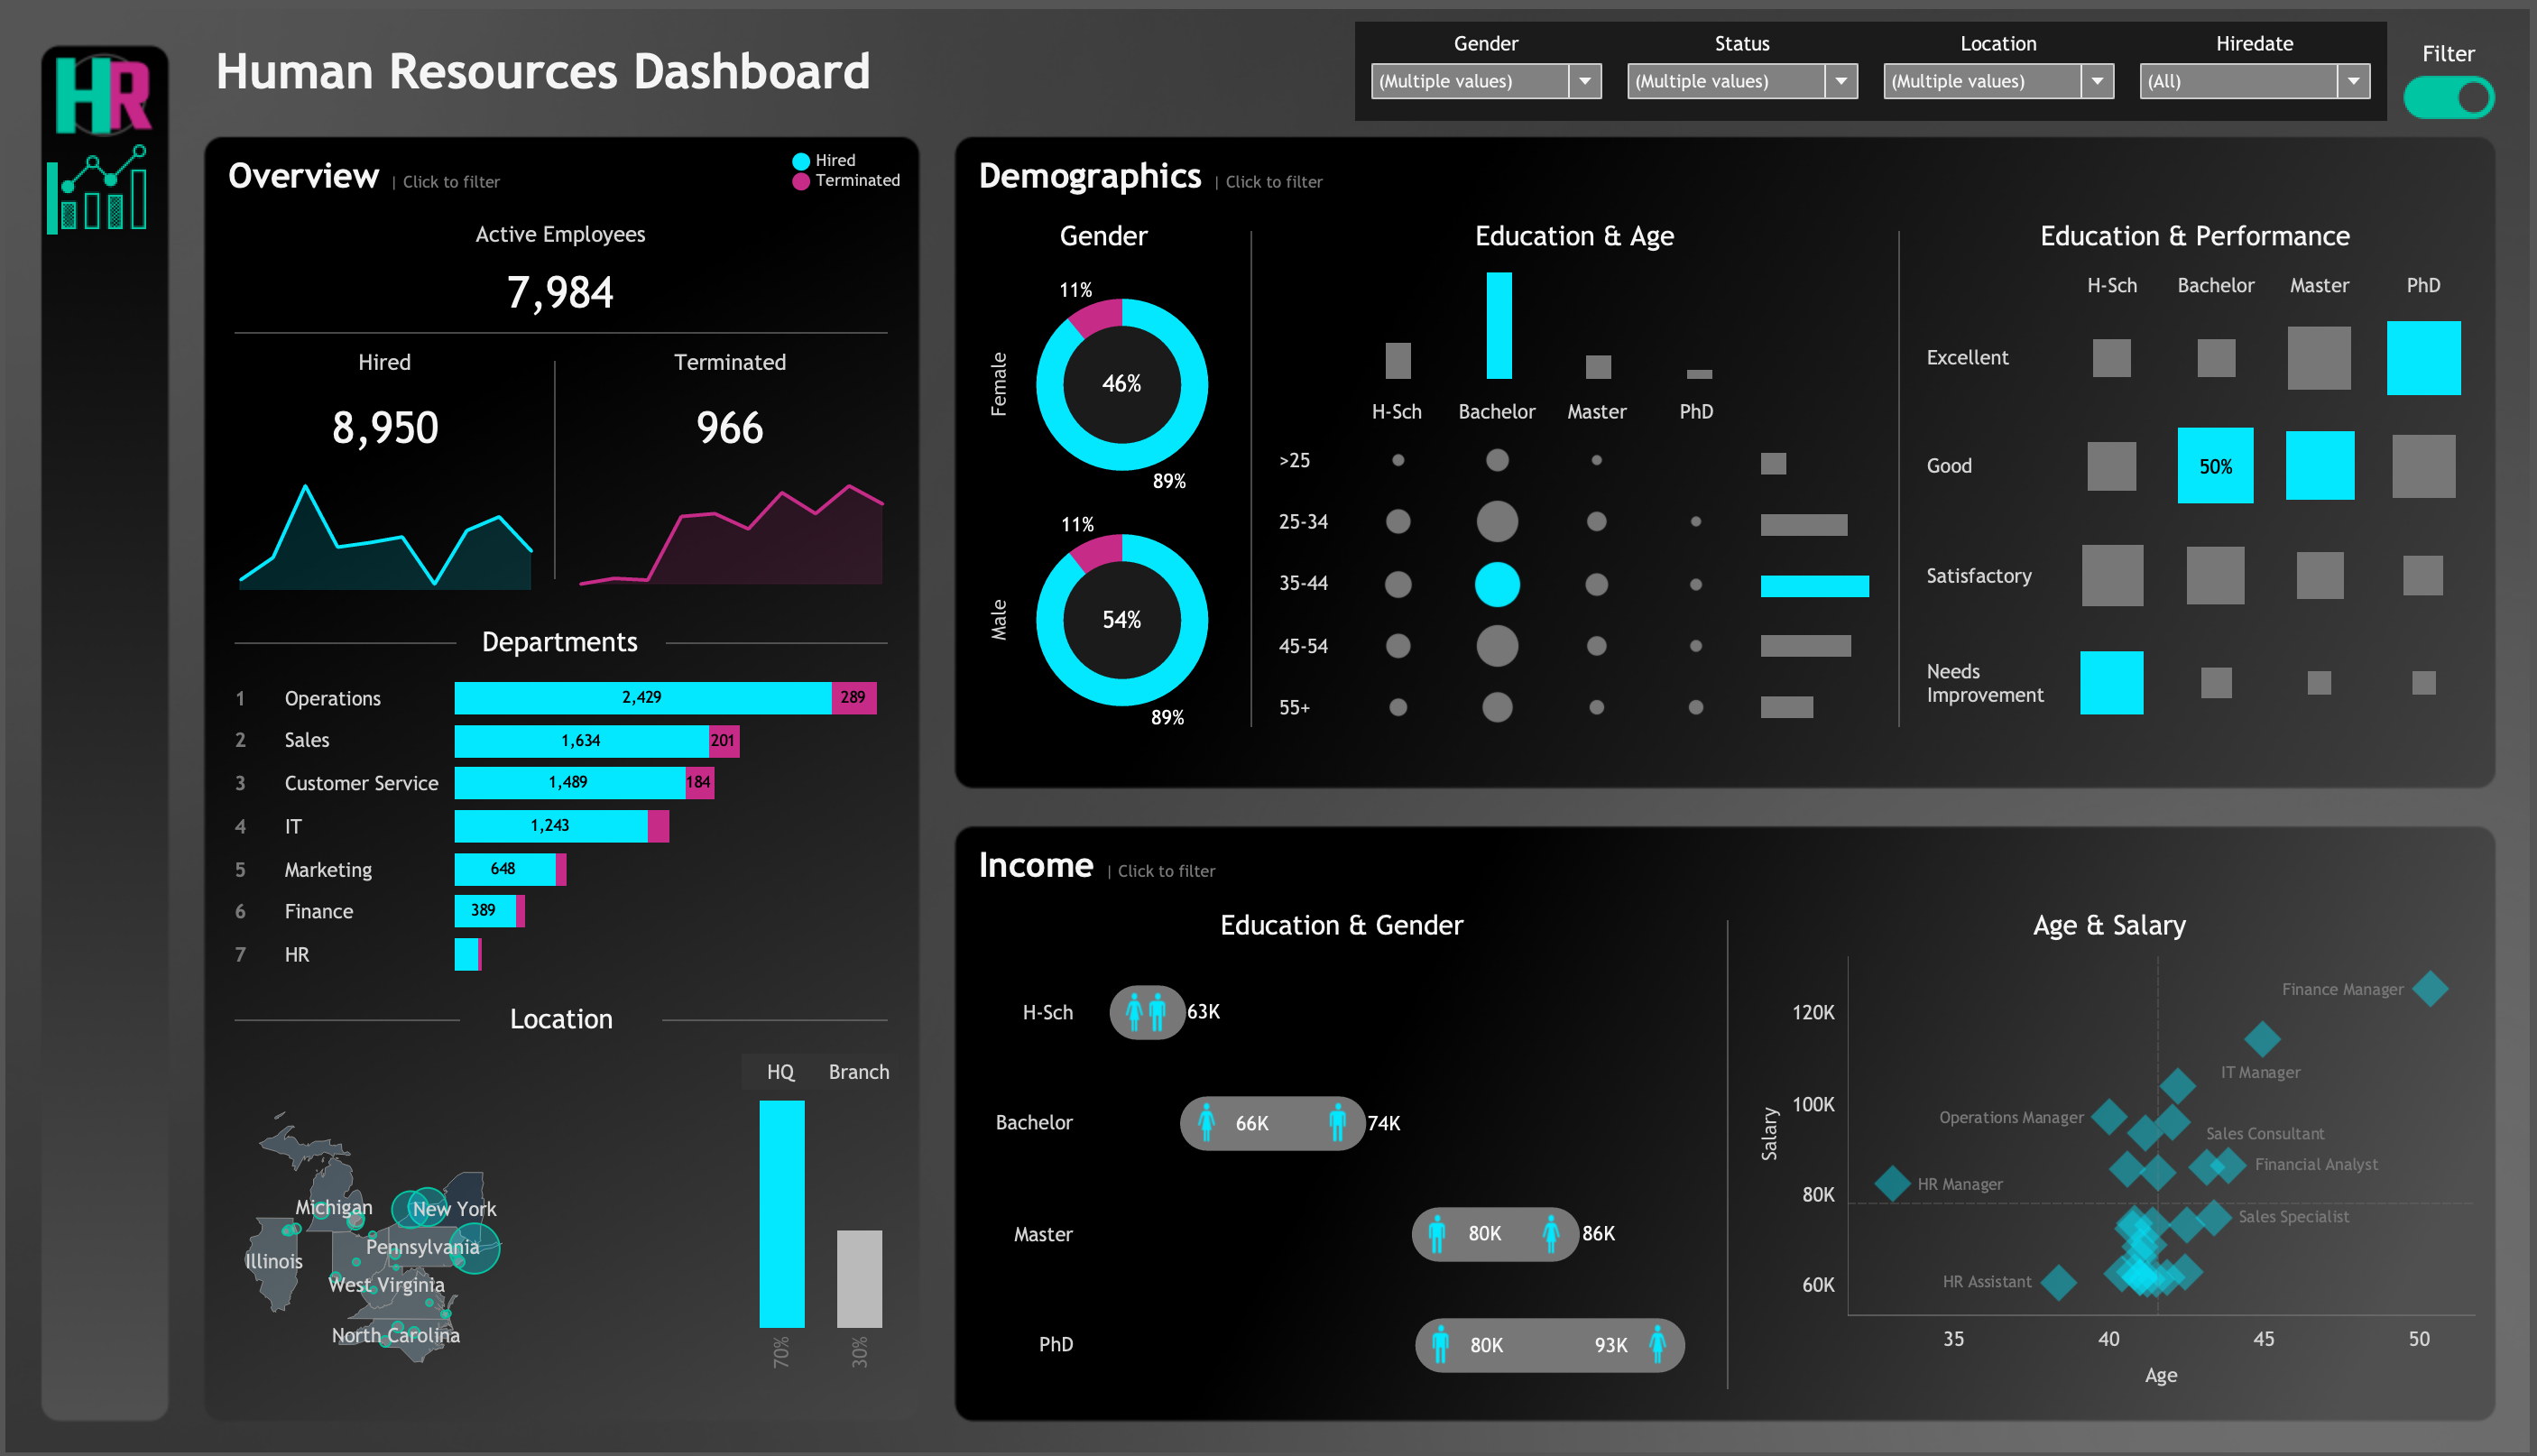 HR
Human Resources Dashboard
Gender
Status
Location
Hiredate
Filter
(Multiple values)
(Multiple values)
(Multiple values)
(All)
Overview | Click to filter
Hired
Terminated
Active Employees
7,984
Hired
Terminated
8,950
966
Departments
1 Operations 2,429 289
2 Sales 1,634 201
3 Customer Service 1,489 184
4 IT 1,243
5 Marketing 648
6 Finance 389
7 HR
Location
HQ Branch
Michigan
New York
Pennsylvania
Illinois
West Virginia
North Carolina
70% 30%
Demographics | Click to filter
Gender
11%
Female
46%
89%
11%
Male
54%
89%
Education & Age
H-Sch Bachelor Master PhD
>25
25-34
35-44
45-54
55+
Education & Performance
H-Sch Bachelor Master PhD
Excellent
Good 50%
Satisfactory
Needs
Improvement
Income | Click to filter
Education & Gender
H-Sch 63K
Bachelor 66K 74K
Master 80K 86K
PhD 80K 93K
Age & Salary
Salary
120K
100K
80K
60K
Finance Manager
IT Manager
Operations Manager
Sales Consultant
Financial Analyst
HR Manager
Sales Specialist
HR Assistant
35 40 45 50
Age